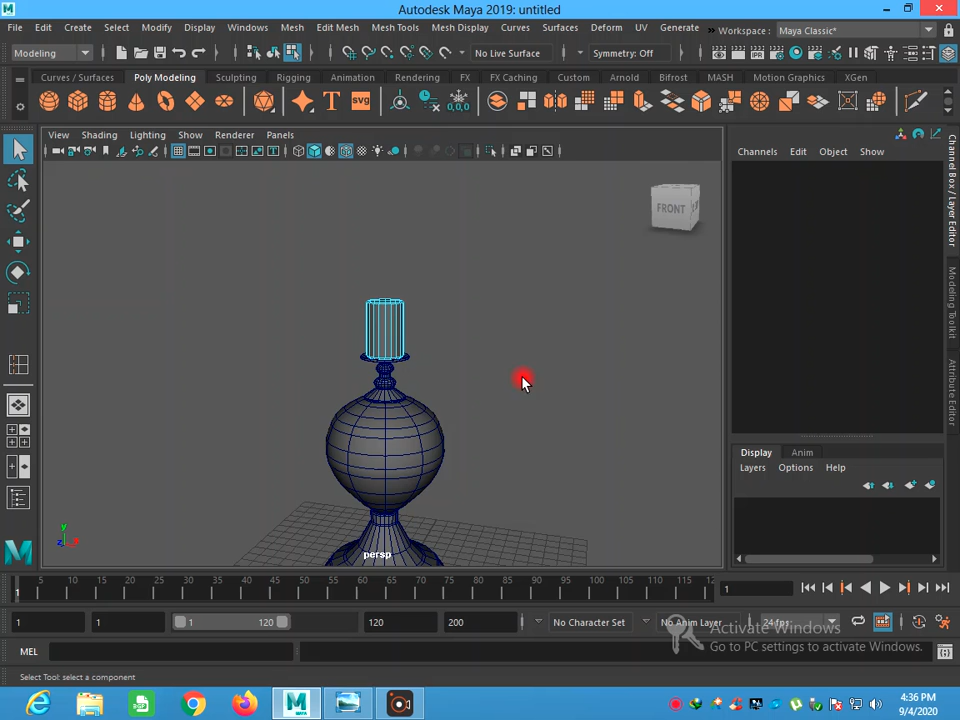 Autodesk Maya 2019: untitled
File Edit Create Select Modify Display Windows Mesh Edit Mesh Mesh Tools Mesh Display Curves Surfaces Deform UV Generate » Workspace : Maya Classic*
Modeling No Live Surface Symmetry: Off
Curves / Surfaces Poly Modeling Sculpting Rigging Animation Rendering FX FX Caching Custom Arnold Bifrost MASH Motion Graphics XGen
SVG 0,0,0
View Shading Lighting Show Renderer Panels
Channels Edit Object Show
Channel Box / Layer Editor
Modeling Toolkit
Attribute Editor
FRONT
Display Anim
Layers Options Help
y
z x
persp
5 10 15 20 25 30 35 40 45 50 55 60 65 70 75 80 85 90 95 100 105 110 115 12
1 1
1 1 1 120 120 200 No Character Set No Anim Layer 24 fps
Activate Windows
Go to PC settings to activate Windows.
MEL
Select Tool: select a component
4:36 PM
9/4/2020